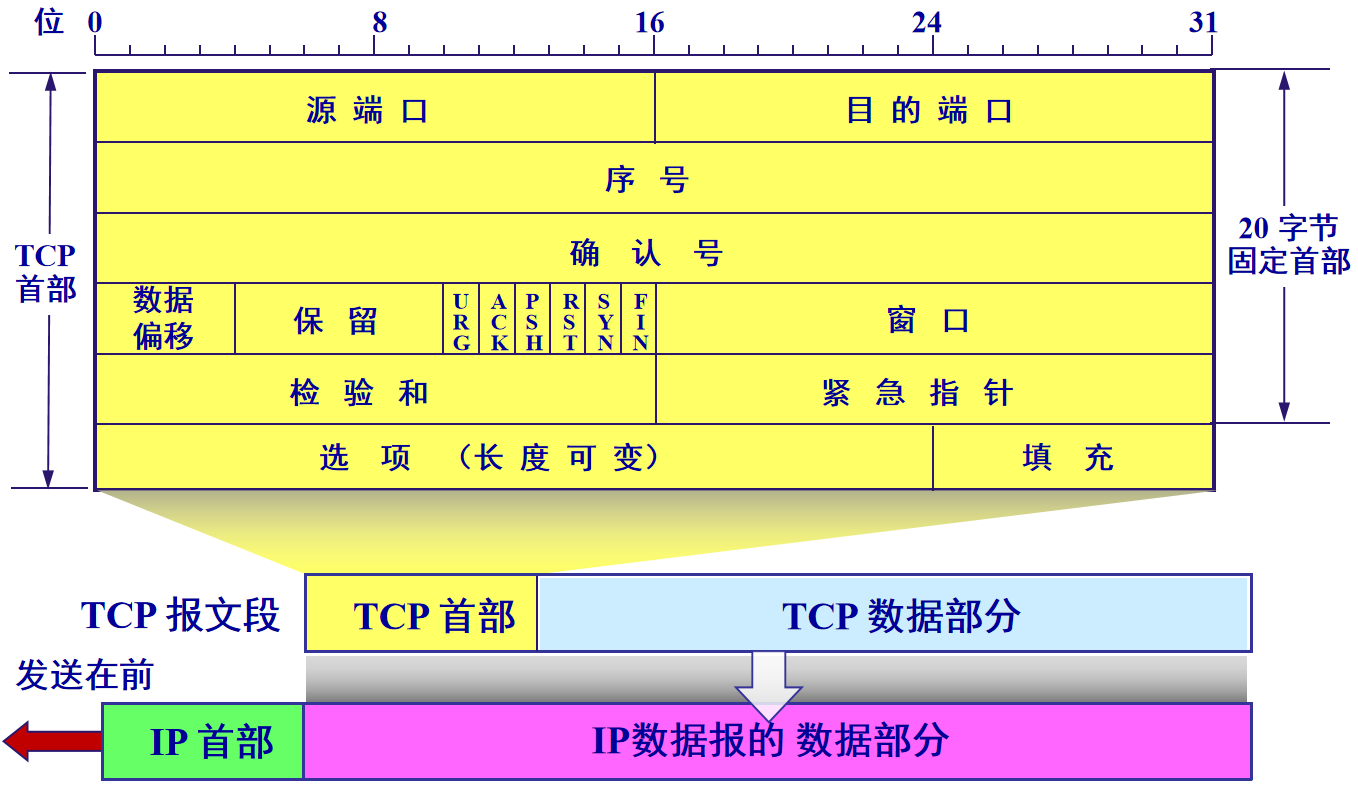 位 0 8 16 24 31
源端口 目的端口
序号
确认号
TCP
首部
20 字节
固定首部
数据
偏移
保留
URG
ACK
PSH
RST
SYN
FIN
窗口
检验和 紧急指针
选项 （长度可变） 填充
TCP 报文段 TCP 首部 TCP 数据部分
发送在前
IP 首部 IP数据报的 数据部分